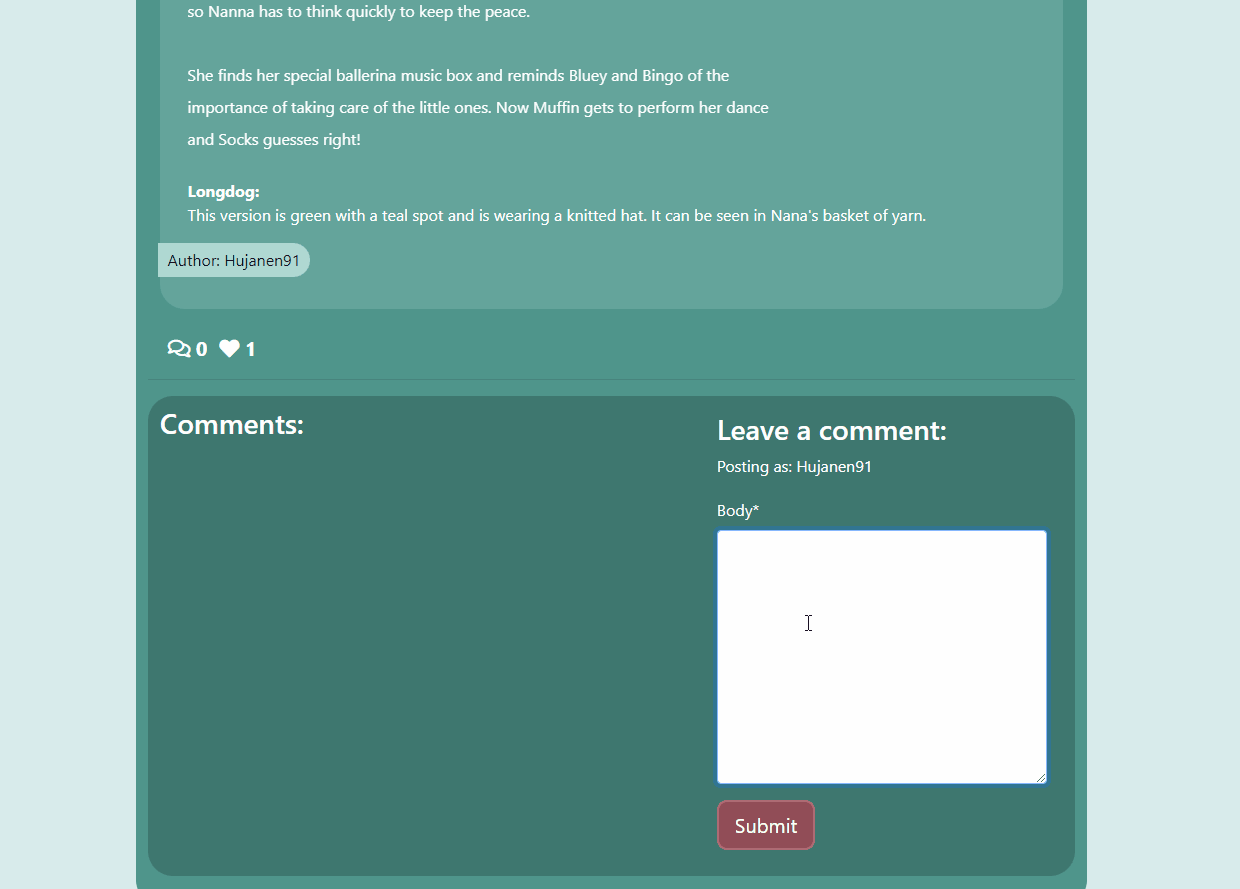 so Nanna has to think quickly to keep the peace.
She finds her special ballerina music box and reminds Bluey and Bingo of the
importance of taking care of the little ones. Now Muffin gets to perform her dance
and Socks guesses right!
Longdog:
This version is green with a teal spot and is wearing a knitted hat. It can be seen in Nana's basket of yarn.
Author: Hujanen91
0 1
Comments:
Leave a comment:
Posting as: Hujanen91
Body*
Submit